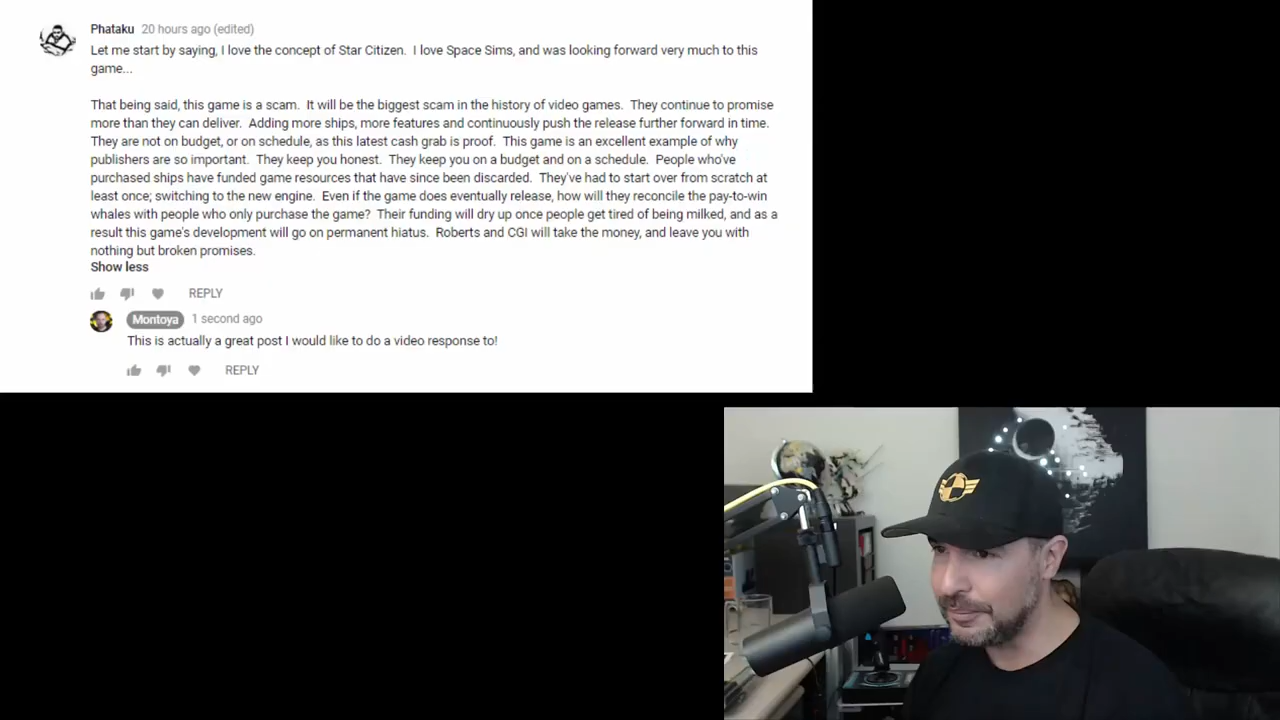 Phataku 20 hours ago (edited)
Let me start by saying, I love the concept of Star Citizen. I love Space Sims, and was looking forward very much to this
game...
That being said, this game is a scam. It will be the biggest scam in the history of video games. They continue to promise
more than they can deliver. Adding more ships, more features and continuously push the release further forward in time.
They are not on budget, or on schedule, as this latest cash grab is proof. This game is an excellent example of why
publishers are so important. They keep you honest. They keep you on a budget and on a schedule. People who've
purchased ships have funded game resources that have since been discarded. They've had to start over from scratch at
least once; switching to the new engine. Even if the game does eventually release, how will they reconcile the pay-to-win
whales with people who only purchase the game? Their funding will dry up once people get tired of being milked, and as a
result this game's development will go on permanent hiatus. Roberts and CGI will take the money, and leave you with
nothing but broken promises.
Show less
REPLY
Montoya 1 second ago
This is actually a great post I would like to do a video response to!
REPLY